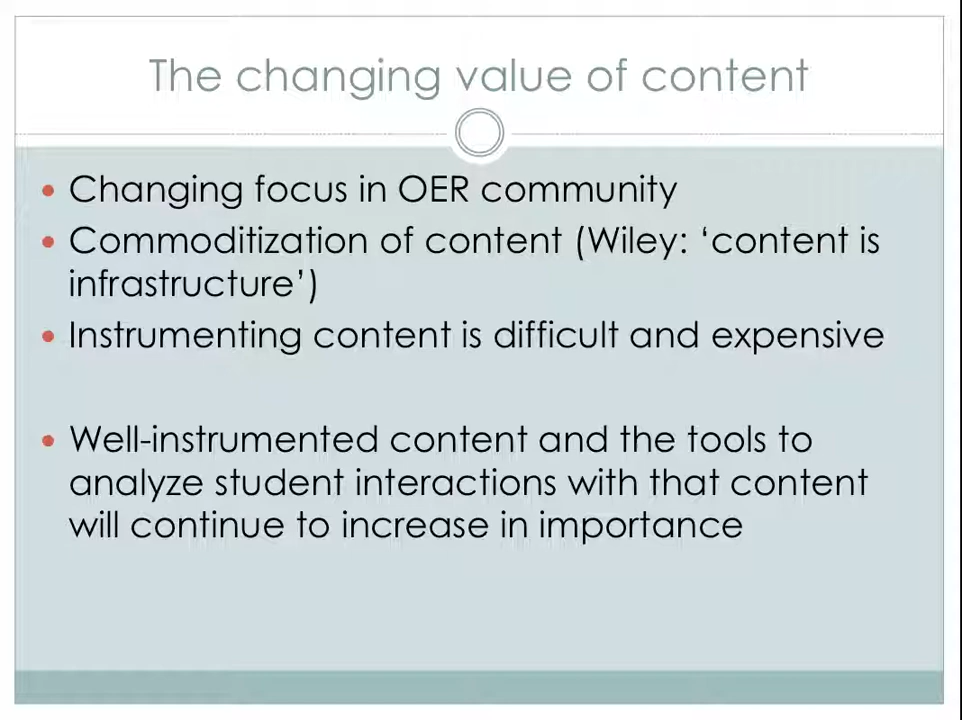 The changing value of content
• Changing focus in OER community
• Commoditization of content (Wiley: ‘content is
infrastructure’)
• Instrumenting content is difficult and expensive
• Well-instrumented content and the tools to
analyze student interactions with that content
will continue to increase in importance